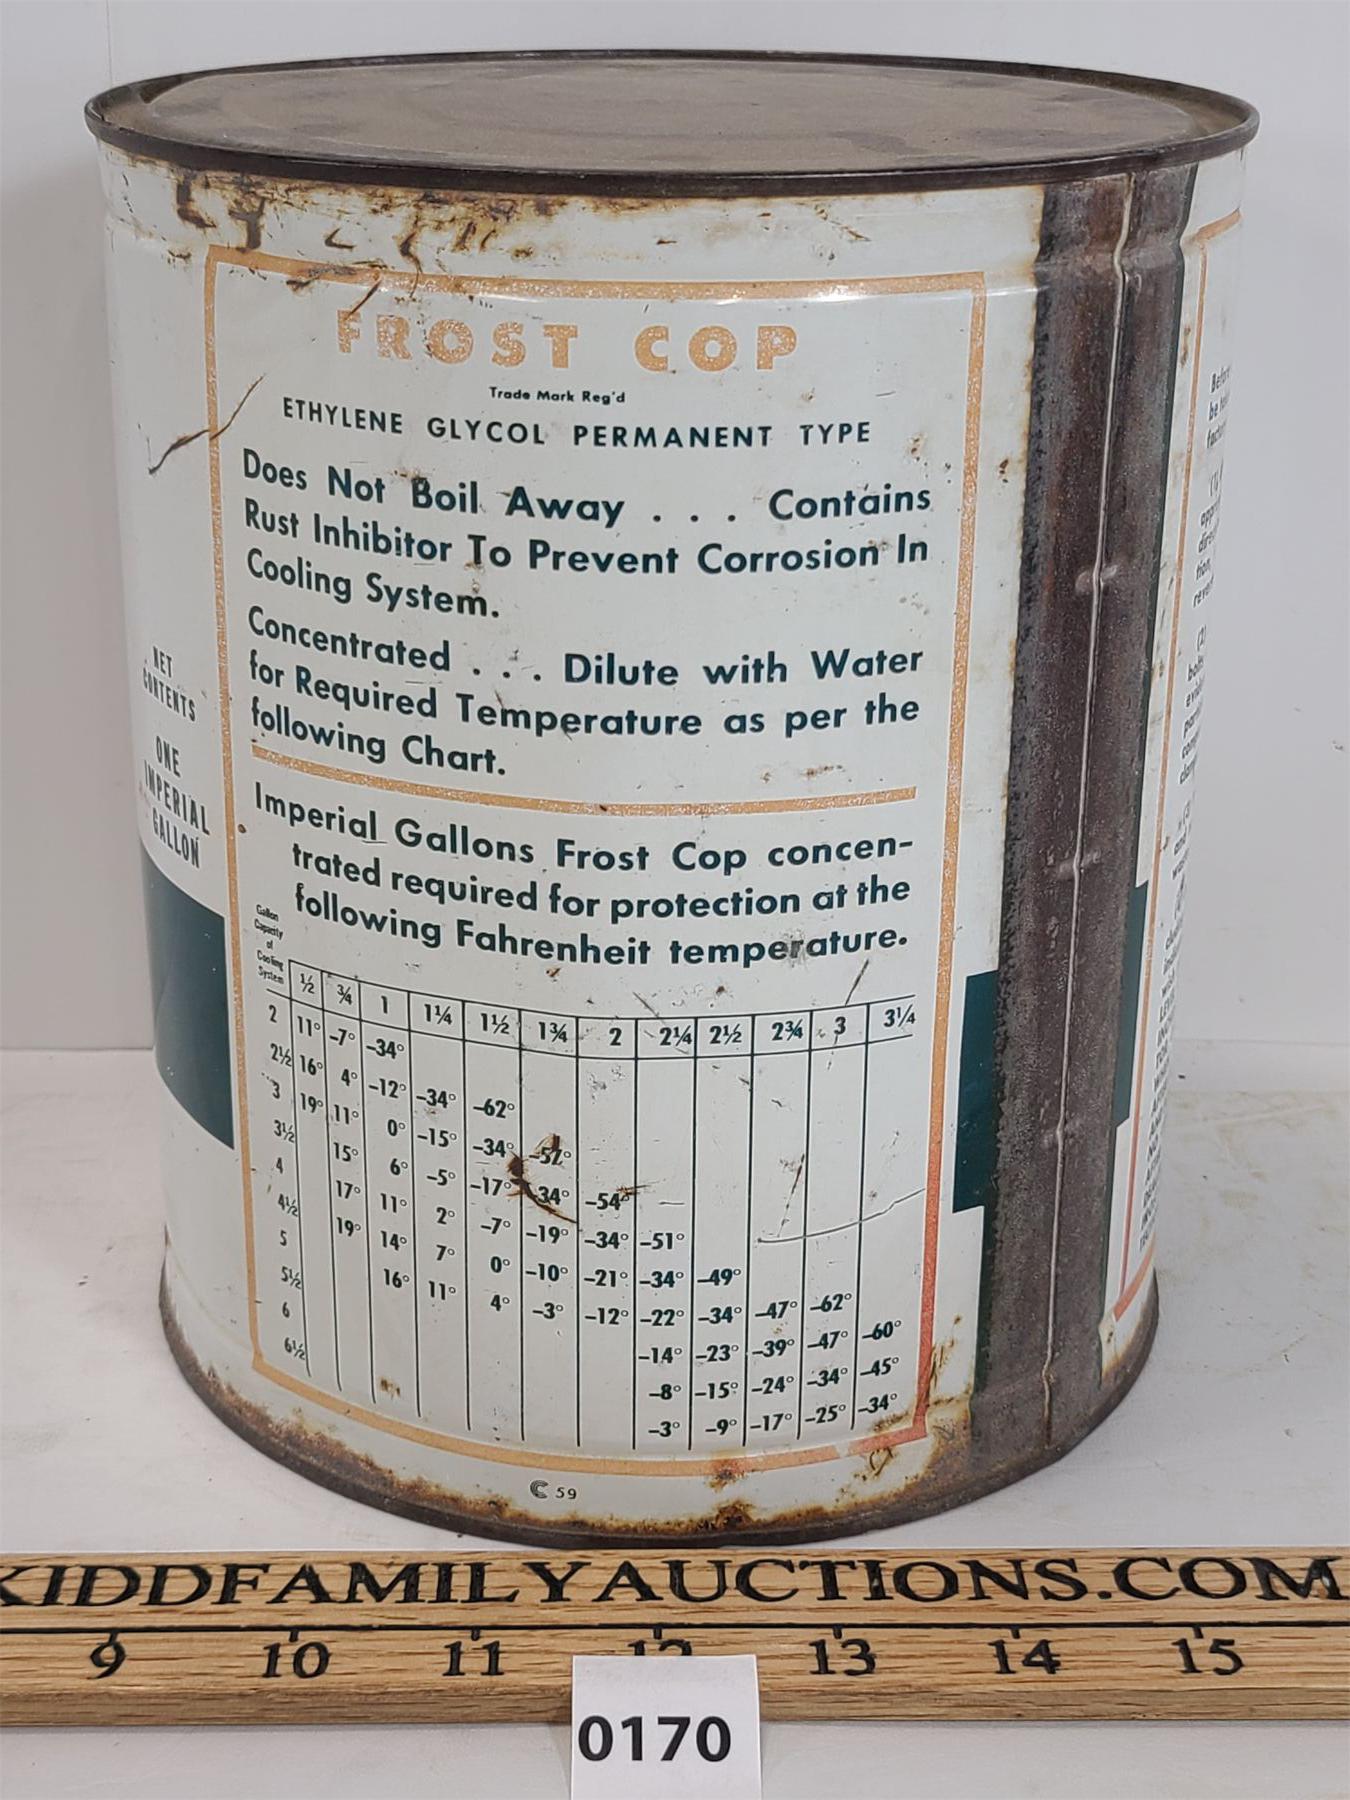 FROST COP
Trade Mark Reg'd
ETHYLENE GLYCOL PERMANENT TYPE
Does Not Boil Away . . . Contains
Rust Inhibitor To Prevent Corrosion In
Cooling System.
Concentrated . . . Dilute with Water
for Required Temperature as per the
following Chart.
NET
CONTENTS
ONE
IMPERIAL
GALLON
Imperial Gallons Frost Cop concen-
trated required for protection at the
following Fahrenheit temperature.
Gallon
Capacity
of
Cooling
System
½ ¾ 1 1¼ 1½ 1¾ 2 2¼ 2½ 2¾ 3 3¼
2 11° –7° –34°
2½ 16° 4° –12° –34° –62°
3 19° 11° 0° –15° –34° –57°
3½ 15° 6° –5° –17° –34° –54°
4 17° 11° 2° –7° –19° –34° –51°
4½ 19° 14° 7° 0° –10° –21° –34° –49°
5 16° 11° 4° –3° –12° –22° –34° –47° –62°
5½ –14° –23° –39° –47° –60°
6 –8° –15° –24° –34° –45°
6½ –3° –9° –17° –25° –34°
C 59
KIDDFAMILYAUCTIONS.COM
9 10 11 12 13 14 15
0170